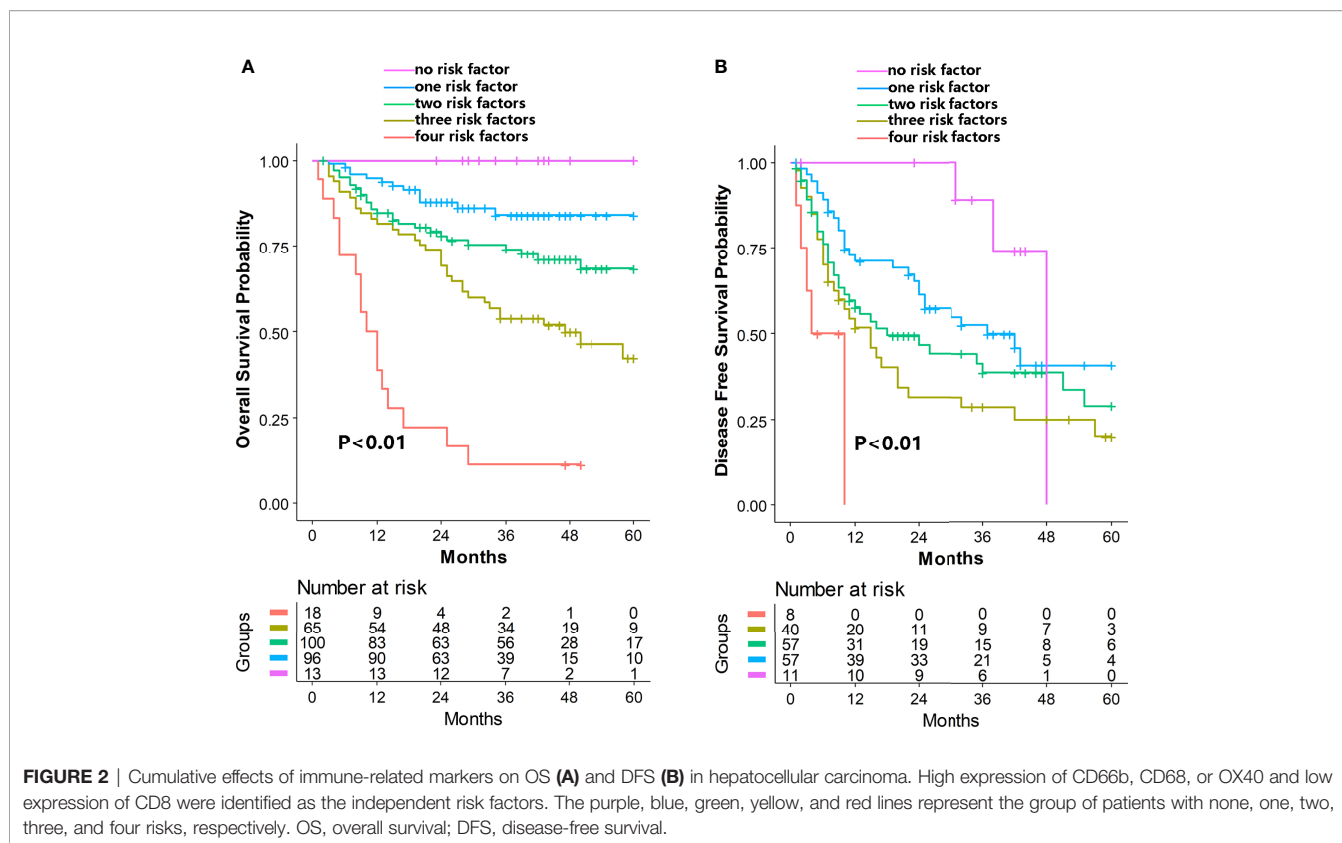 A
no risk factor
one risk factor
two risk factors
three risk factors
four risk factors
1.00
0.75
0.50
0.25
0.00
Overall Survival Probability
P<0.01
0 12 24 36 48 60
Months
Number at risk
Groups
18 9 4 2 1 0
65 54 48 34 19 9
100 83 63 56 28 17
96 90 63 39 15 10
13 13 12 7 2 1
0 12 24 36 48 60
Months
B
no risk factor
one risk factor
two risk factors
three risk factors
four risk factors
1.00
0.75
0.50
0.25
0.00
Disease Free Survival Probability
P<0.01
0 12 24 36 48 60
Months
Number at risk
Groups
8 0 0 0 0 0
40 20 11 9 7 3
57 31 19 15 8 6
57 39 33 21 5 4
11 10 9 6 1 0
0 12 24 36 48 60
Months
FIGURE 2 | Cumulative effects of immune-related markers on OS (A) and DFS (B) in hepatocellular carcinoma. High expression of CD66b, CD68, or OX40 and low
expression of CD8 were identified as the independent risk factors. The purple, blue, green, yellow, and red lines represent the group of patients with none, one, two,
three, and four risks, respectively. OS, overall survival; DFS, disease-free survival.